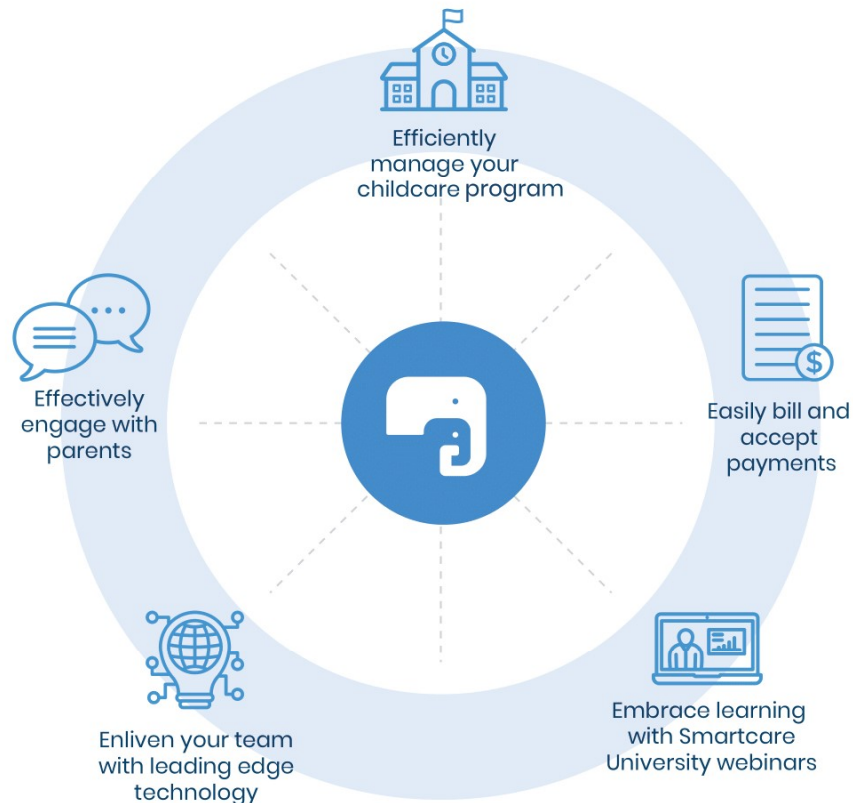 Efficiently
manage your
childcare program
Effectively
engage with
parents
$
Easily bill and
accept
payments
Enliven your team
with leading edge
technology
Embrace learning
with Smartcare
University webinars